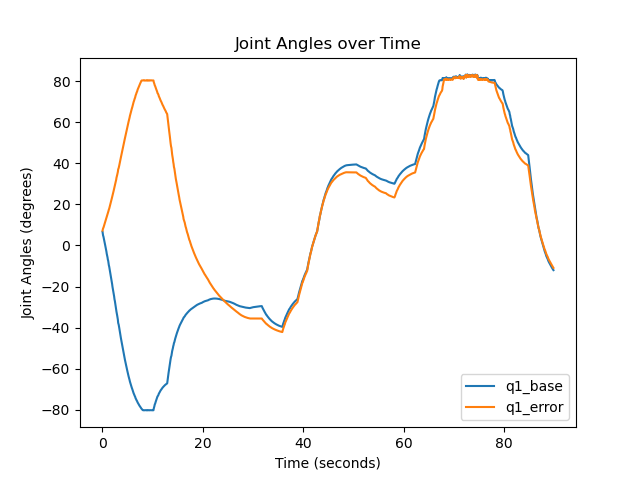 Joint Angles over Time
Joint Angles (degrees)
80
60
40
20
0
−20
−40
−60
−80
0
20
40
60
80
Time (seconds)
q1_base
q1_error